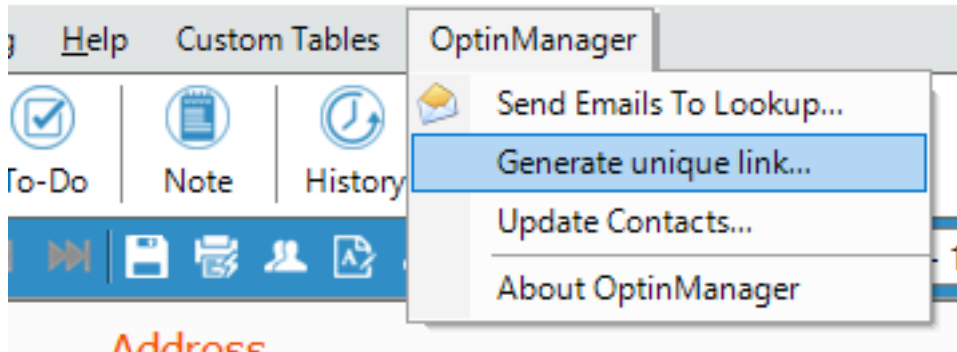 Help Custom Tables OptinManager
Send Emails To Lookup...
Generate unique link...
Update Contacts...
About OptinManager
To-Do Note History
Address